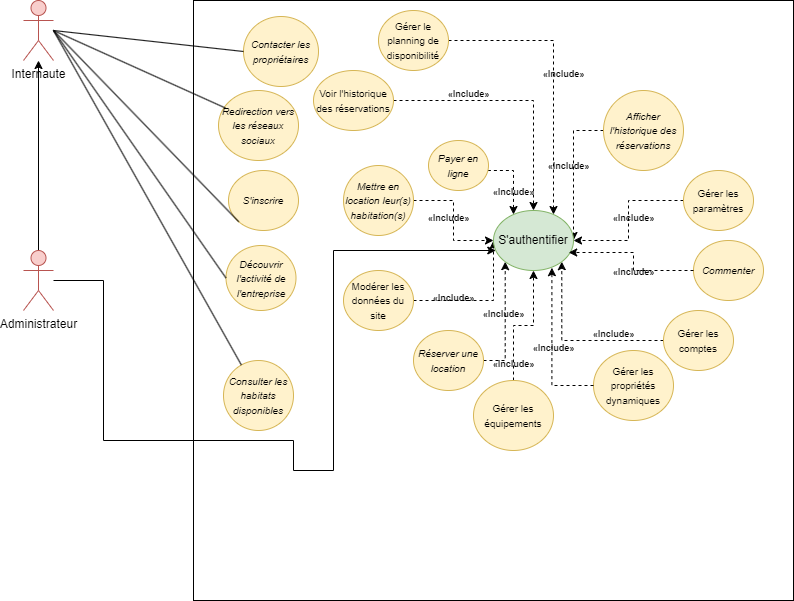 Internaute
Administrateur
Contacter les
propriétaires
Redirection vers
les réseaux
sociaux
S'inscrire
Découvrir
l'activité de
l'entreprise
Consulter les
habitats
disponibles
Gérer le
planning de
disponibilité
«Include»
Voir l'historique
des réservations
«Include»
Afficher
l'historique des
réservations
«Include»
Payer en
ligne
«Include»
Mettre en
location leur(s)
habitation(s)
«Include»
Gérer les
paramètres
«Include»
S'authentifier
Commenter
«Include»
Modérer les
données du
site
«Include»
Réserver une
location
«Include»
Gérer les
équipements
«Include»
Gérer les
propriétés
dynamiques
«Include»
Gérer les
comptes
«Include»